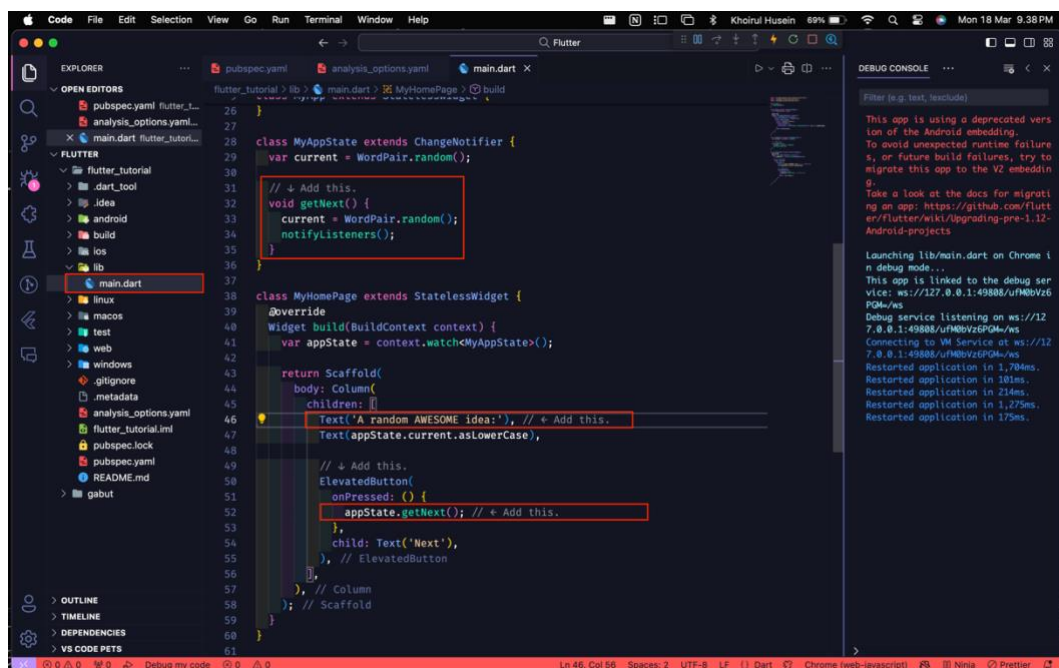 Code File Edit Selection View Go Run Terminal Window Help
Khoirul Husein 69% Mon 18 Mar 9.38 PM
Flutter
EXPLORER
OPEN EDITORS
pubspec.yaml flutter_t...
analysis_options.yaml...
main.dart flutter_tutori...
FLUTTER
flutter_tutorial
.dart_tool
.idea
android
build
ios
lib
main.dart
linux
macos
test
web
windows
.gitignore
.metadata
analysis_options.yaml
flutter_tutorial.iml
pubspec.lock
pubspec.yaml
README.md
gabut
OUTLINE
TIMELINE
DEPENDENCIES
VS CODE PETS
pubspec.yaml analysis_options.yaml main.dart
flutter_tutorial > lib > main.dart > MyHomePage > build
26 }
27
28 class MyAppState extends ChangeNotifier {
29 var current = WordPair.random();
30
31 // ↓ Add this.
32 void getNext() {
33 current = WordPair.random();
34 notifyListeners();
35 }
36 }
37
38 class MyHomePage extends StatelessWidget {
39 @override
40 Widget build(BuildContext context) {
41 var appState = context.watch<MyAppState>();
42
43 return Scaffold(
44 body: Column(
45 children: [
46 Text('A random AWESOME idea:'), // ← Add this.
47 Text(appState.current.asLowerCase),
48
49 // ↓ Add this.
50 ElevatedButton(
51 onPressed: () {
52 appState.getNext(); // ← Add this.
53 },
54 child: Text('Next'),
55 ), // ElevatedButton
56 ],
57 ), // Column
58 ); // Scaffold
59 }
60 }
61
DEBUG CONSOLE
Filter (e.g. text, !exclude)
This app is using a deprecated vers
ion of the Android embedding.
To avoid unexpected runtime failure
s, or future build failures, try to
migrate this app to the V2 embeddin
g.
Take a look at the docs for migrati
ng an app: https://github.com/flutt
er/flutter/wiki/Upgrading-pre-1.12-
Android-projects
Launching lib/main.dart on Chrome i
n debug mode...
This app is linked to the debug ser
vice: ws://127.0.0.1:49808/ufM0bVz6
PGM=/ws
Debug service listening on ws://12
7.0.0.1:49808/ufM0bVz6PGM=/ws
Connecting to VM Service at ws://12
7.0.0.1:49808/ufM0bVz6PGM=/ws
Restarted application in 1,704ms.
Restarted application in 101ms.
Restarted application in 214ms.
Restarted application in 1,275ms.
Restarted application in 175ms.
0 0 0 Debug my code 0 0 Ln 46, Col 56 Spaces: 2 UTF-8 LF {} Dart Chrome (web-javascript) Ninja Prettier